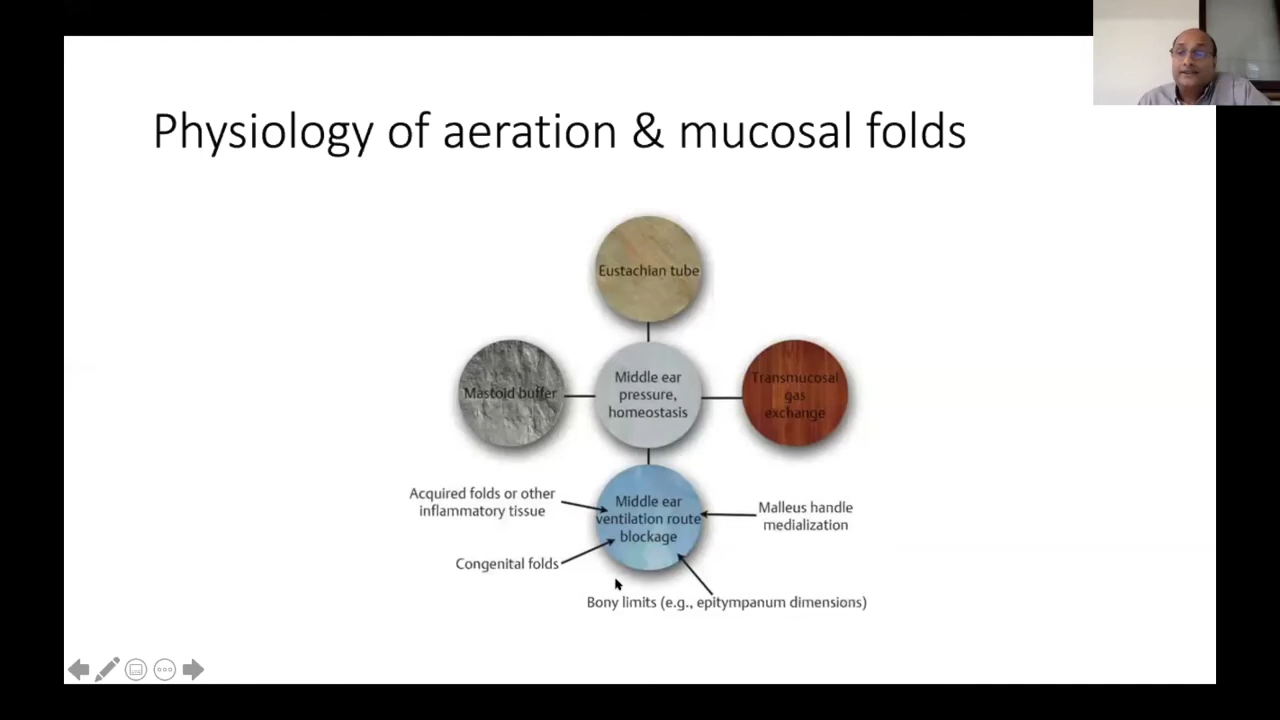 Physiology of aeration & mucosal folds
Eustachian tube
Mastoid buffer
Middle ear
pressure,
homeostasis
Transmucosal
gas
exchange
Acquired folds or other
inflammatory tissue
Middle ear
ventilation route
blockage
Malleus handle
medialization
Congenital folds
Bony limits (e.g., epitympanum dimensions)